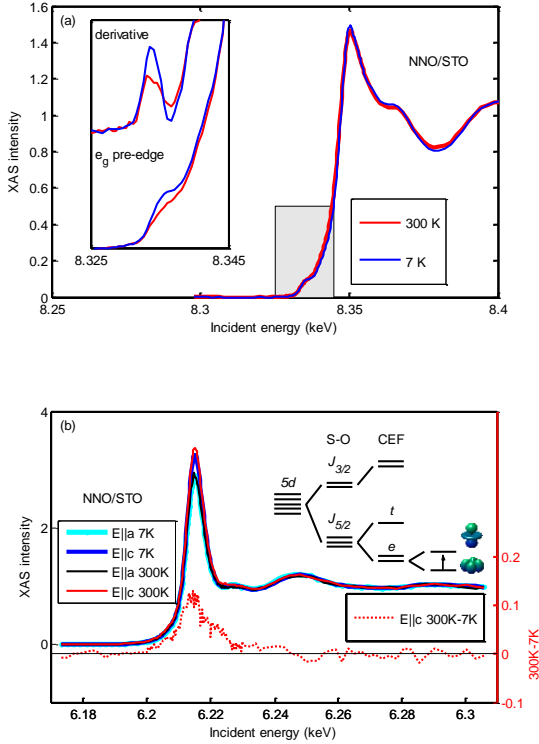 (a)
NNO/STO
derivative
e_g pre-edge
8.325
8.345
300 K
7 K
1.6
1.4
1.2
1
0.8
0.6
0.4
0.2
0
8.25
8.3
8.35
8.4
XAS intensity
Incident energy (keV)
(b)
NNO/STO
E||a 7K
E||c 7K
E||a 300K
E||c 300K
S-O
CEF
5d
J3/2
J5/2
t
e
E||c 300K-7K
4
2
0
0.2
0.1
0
-0.1
6.18
6.2
6.22
6.24
6.26
6.28
6.3
XAS intensity
300K-7K
Incident energy (keV)